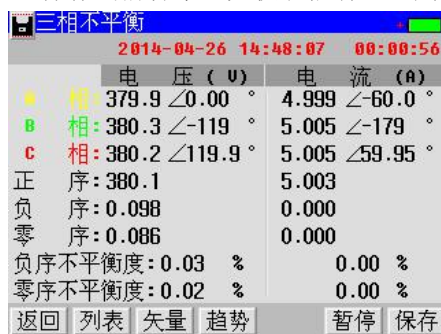 三相不平衡
2014-04-26 14:48:07 00:00:56
电 压 (U) 电 流 (A)
A 相:379.9∠0.00 ° 4.999 ∠-60.0 °
B 相:380.3∠-119 ° 5.005 ∠-179 °
C 相:380.2∠119.9 ° 5.005 ∠59.95 °
正 序:380.1 5.003
负 序:0.098 0.000
零 序:0.086 0.000
负序不平衡度:0.03 % 0.00 %
零序不平衡度:0.02 % 0.00 %
返回 列表 矢量 趋势 暂停 保存